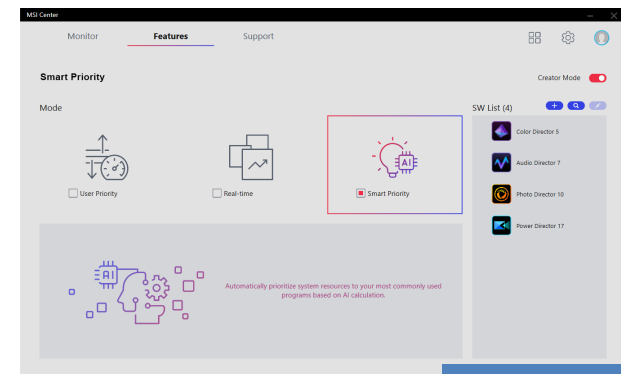 MSI Center
Monitor
Features
Support
Smart Priority
Creator Mode
Mode
SW List (4)
User Priority
Real-time
AI
Smart Priority
Color Director 5
Audio Director 7
Photo Director 10
Power Director 17
AI
Automatically prioritize system resources to your most commonly used
programs based on AI calculation.